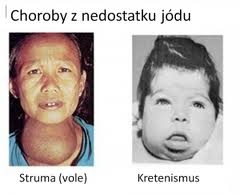 Choroby z nedostatku jódu
Struma (vole)
Kretenismus